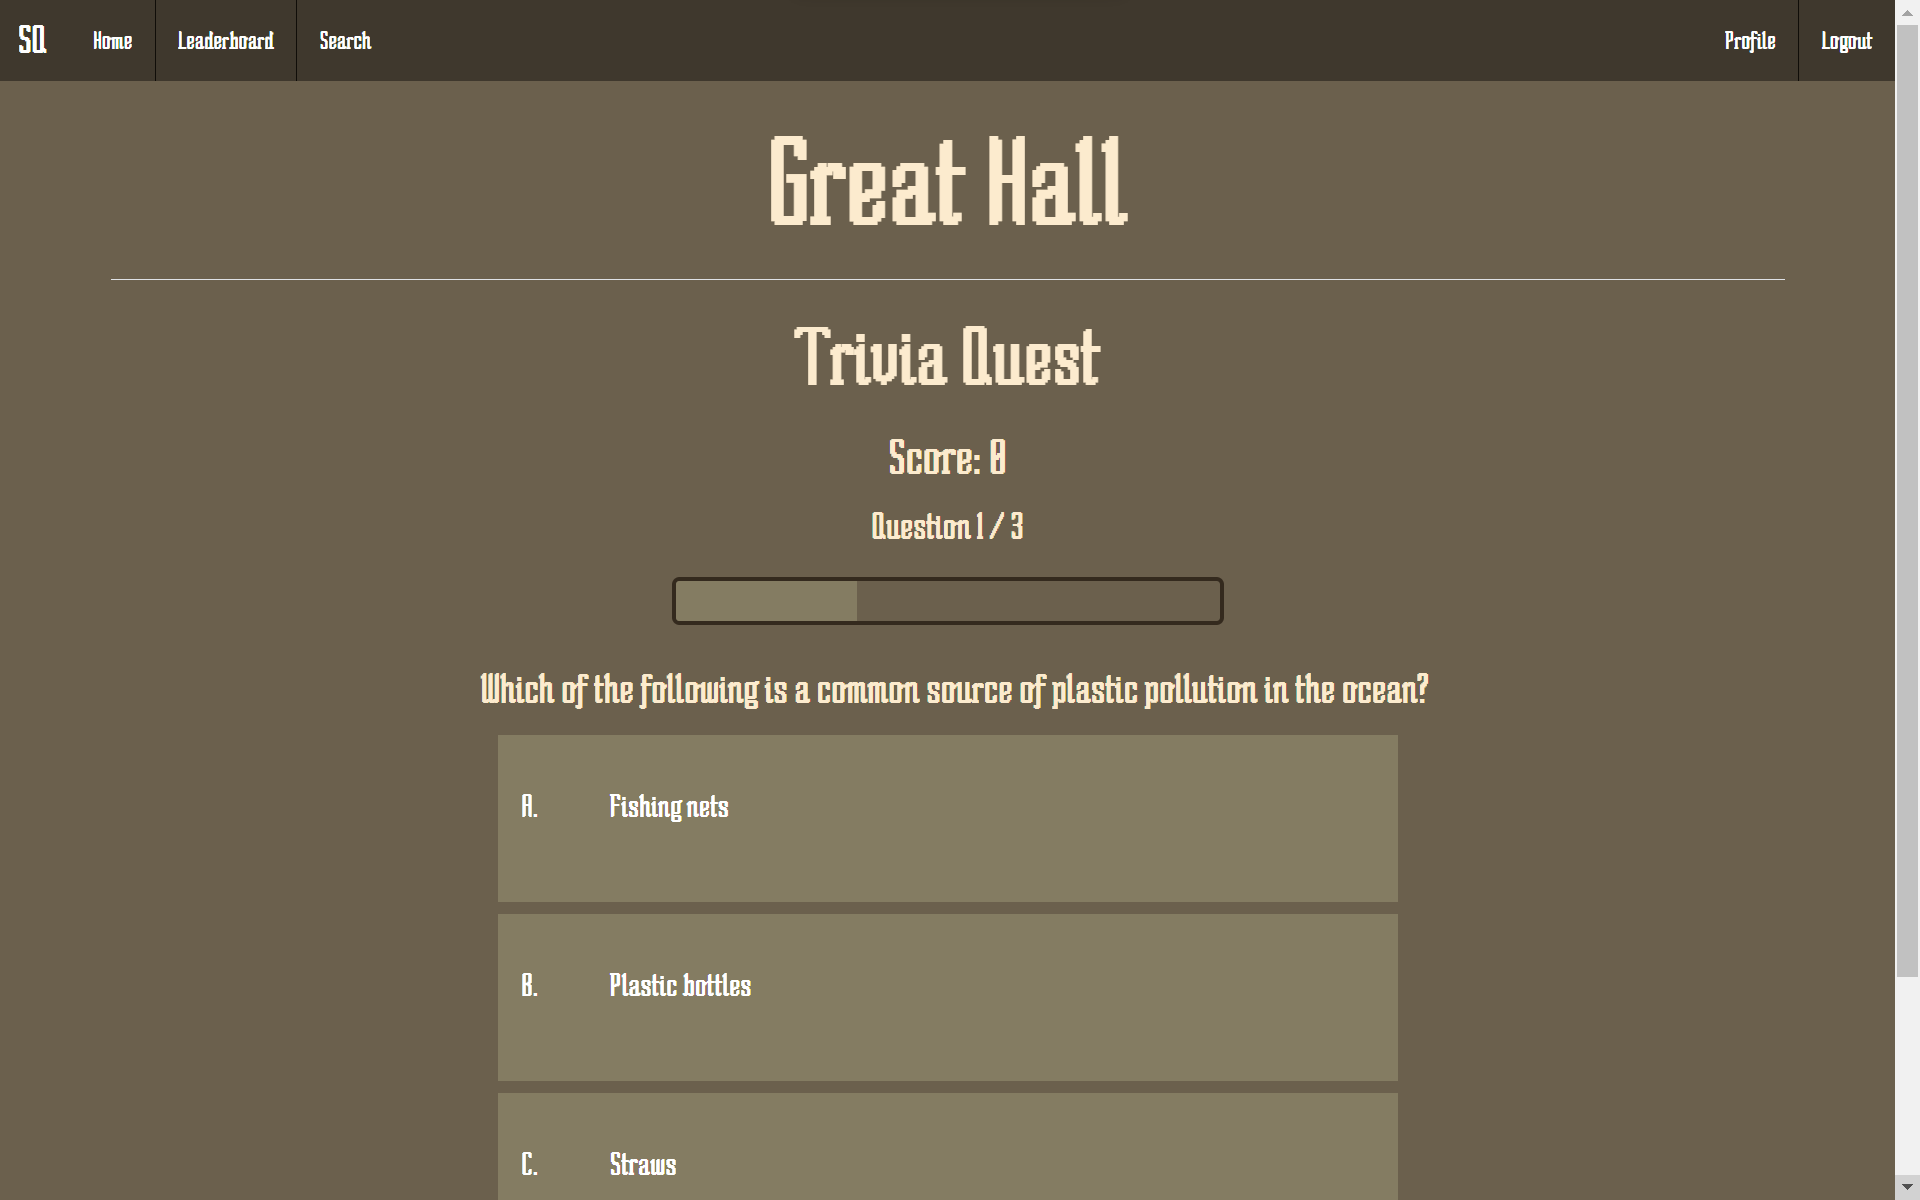 SQ Home Leaderboard Search Profile Logout
Great Hall
Trivia Quest
Score: 0
Question 1 / 3
Which of the following is a common source of plastic pollution in the ocean?
A. Fishing nets
B. Plastic bottles
C. Straws